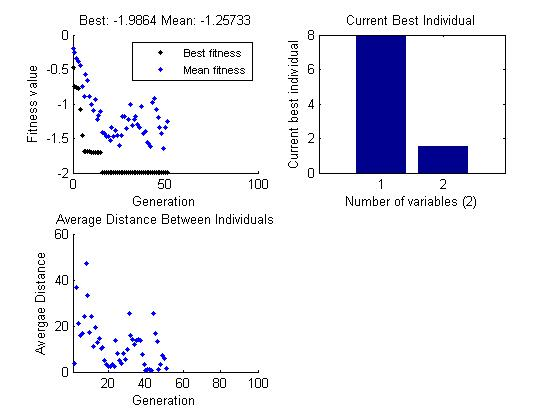 Best: -1.9864 Mean: -1.25733
Fitness value
0
-0.5
-1
-1.5
-2
Best fitness
Mean fitness
0 50 100
Generation
Current Best Individual
Current best individual
8
6
4
2
0
1 2
Number of variables (2)
Average Distance Between Individuals
Avergae Distance
60
40
20
0
20 40 60 80 100
Generation